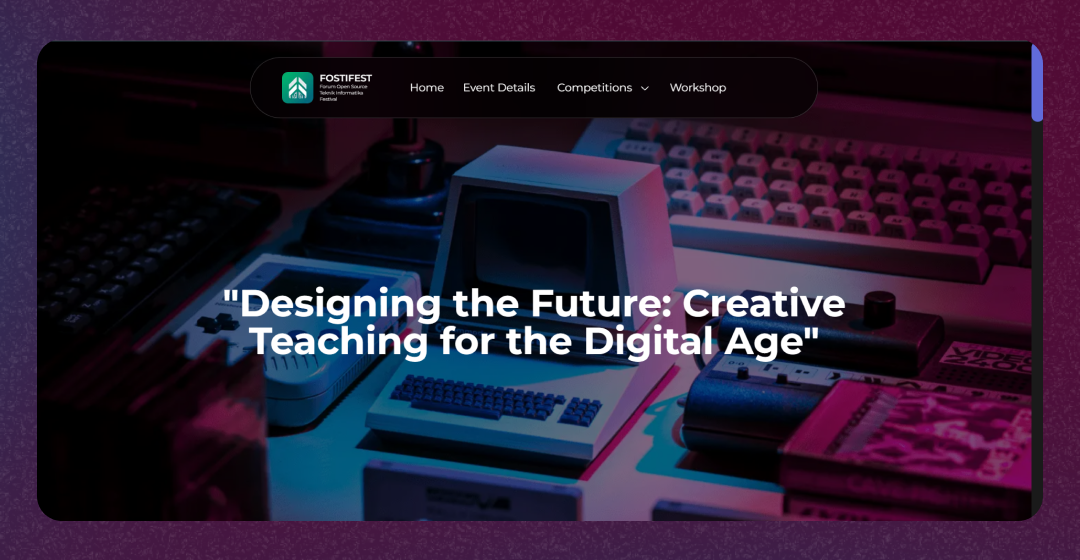 FOSTIFEST
Forum Open Source
Teknik Informatika
Festival
Home Event Details Competitions Workshop
"Designing the Future: Creative
Teaching for the Digital Age"
VIDEO